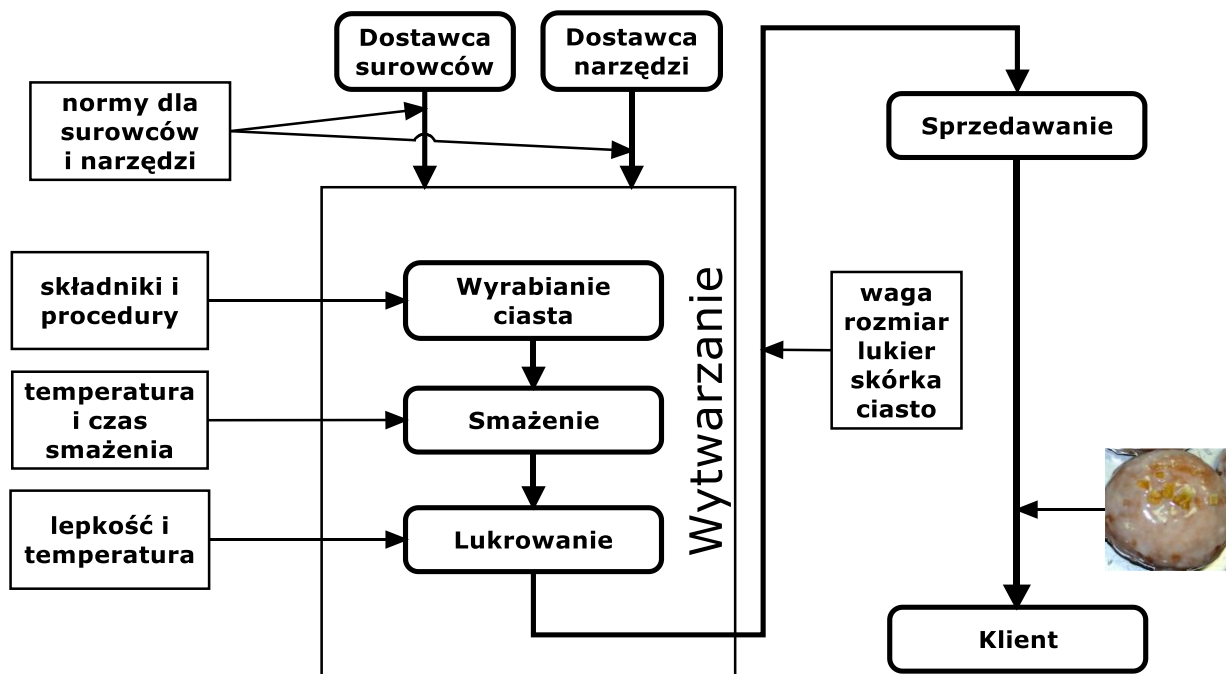 Dostawca
surowców
Dostawca
narzędzi
normy dla
surowców
i narzędzi
Sprzedawanie
składniki i
procedury
Wyrabianie
ciasta
Wytwarzanie
waga
rozmiar
lukier
skórka
ciasto
temperatura
i czas
smażenia
Smażenie
lepkość i
temperatura
Lukrowanie
Klient